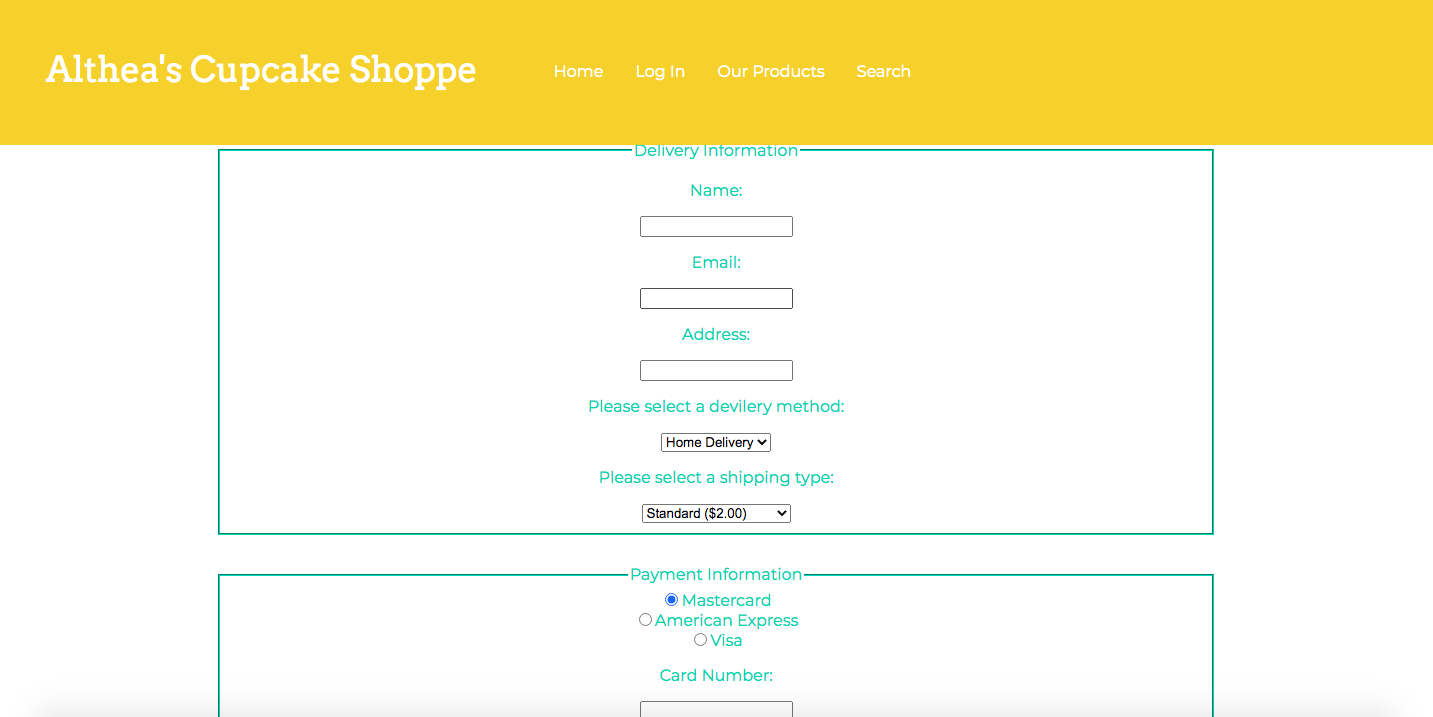 Althea's Cupcake Shoppe
Home Log In Our Products Search
Delivery Information
Name:
Email:
Address:
Please select a devilery method:
Home Delivery
Please select a shipping type:
Standard ($2.00)
Payment Information
Mastercard
American Express
Visa
Card Number: